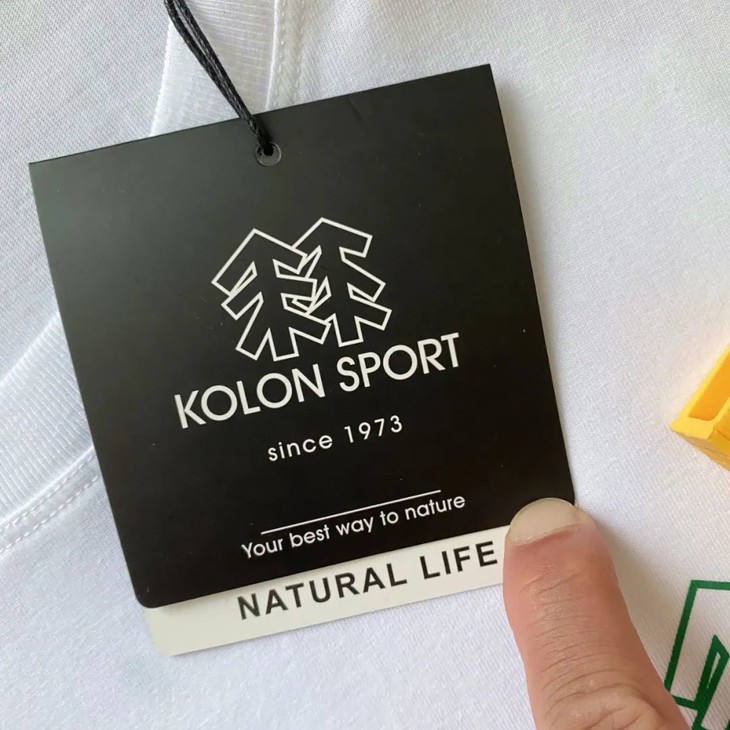 KOLON SPORT
since 1973
Your best way to nature
NATURAL LIFE